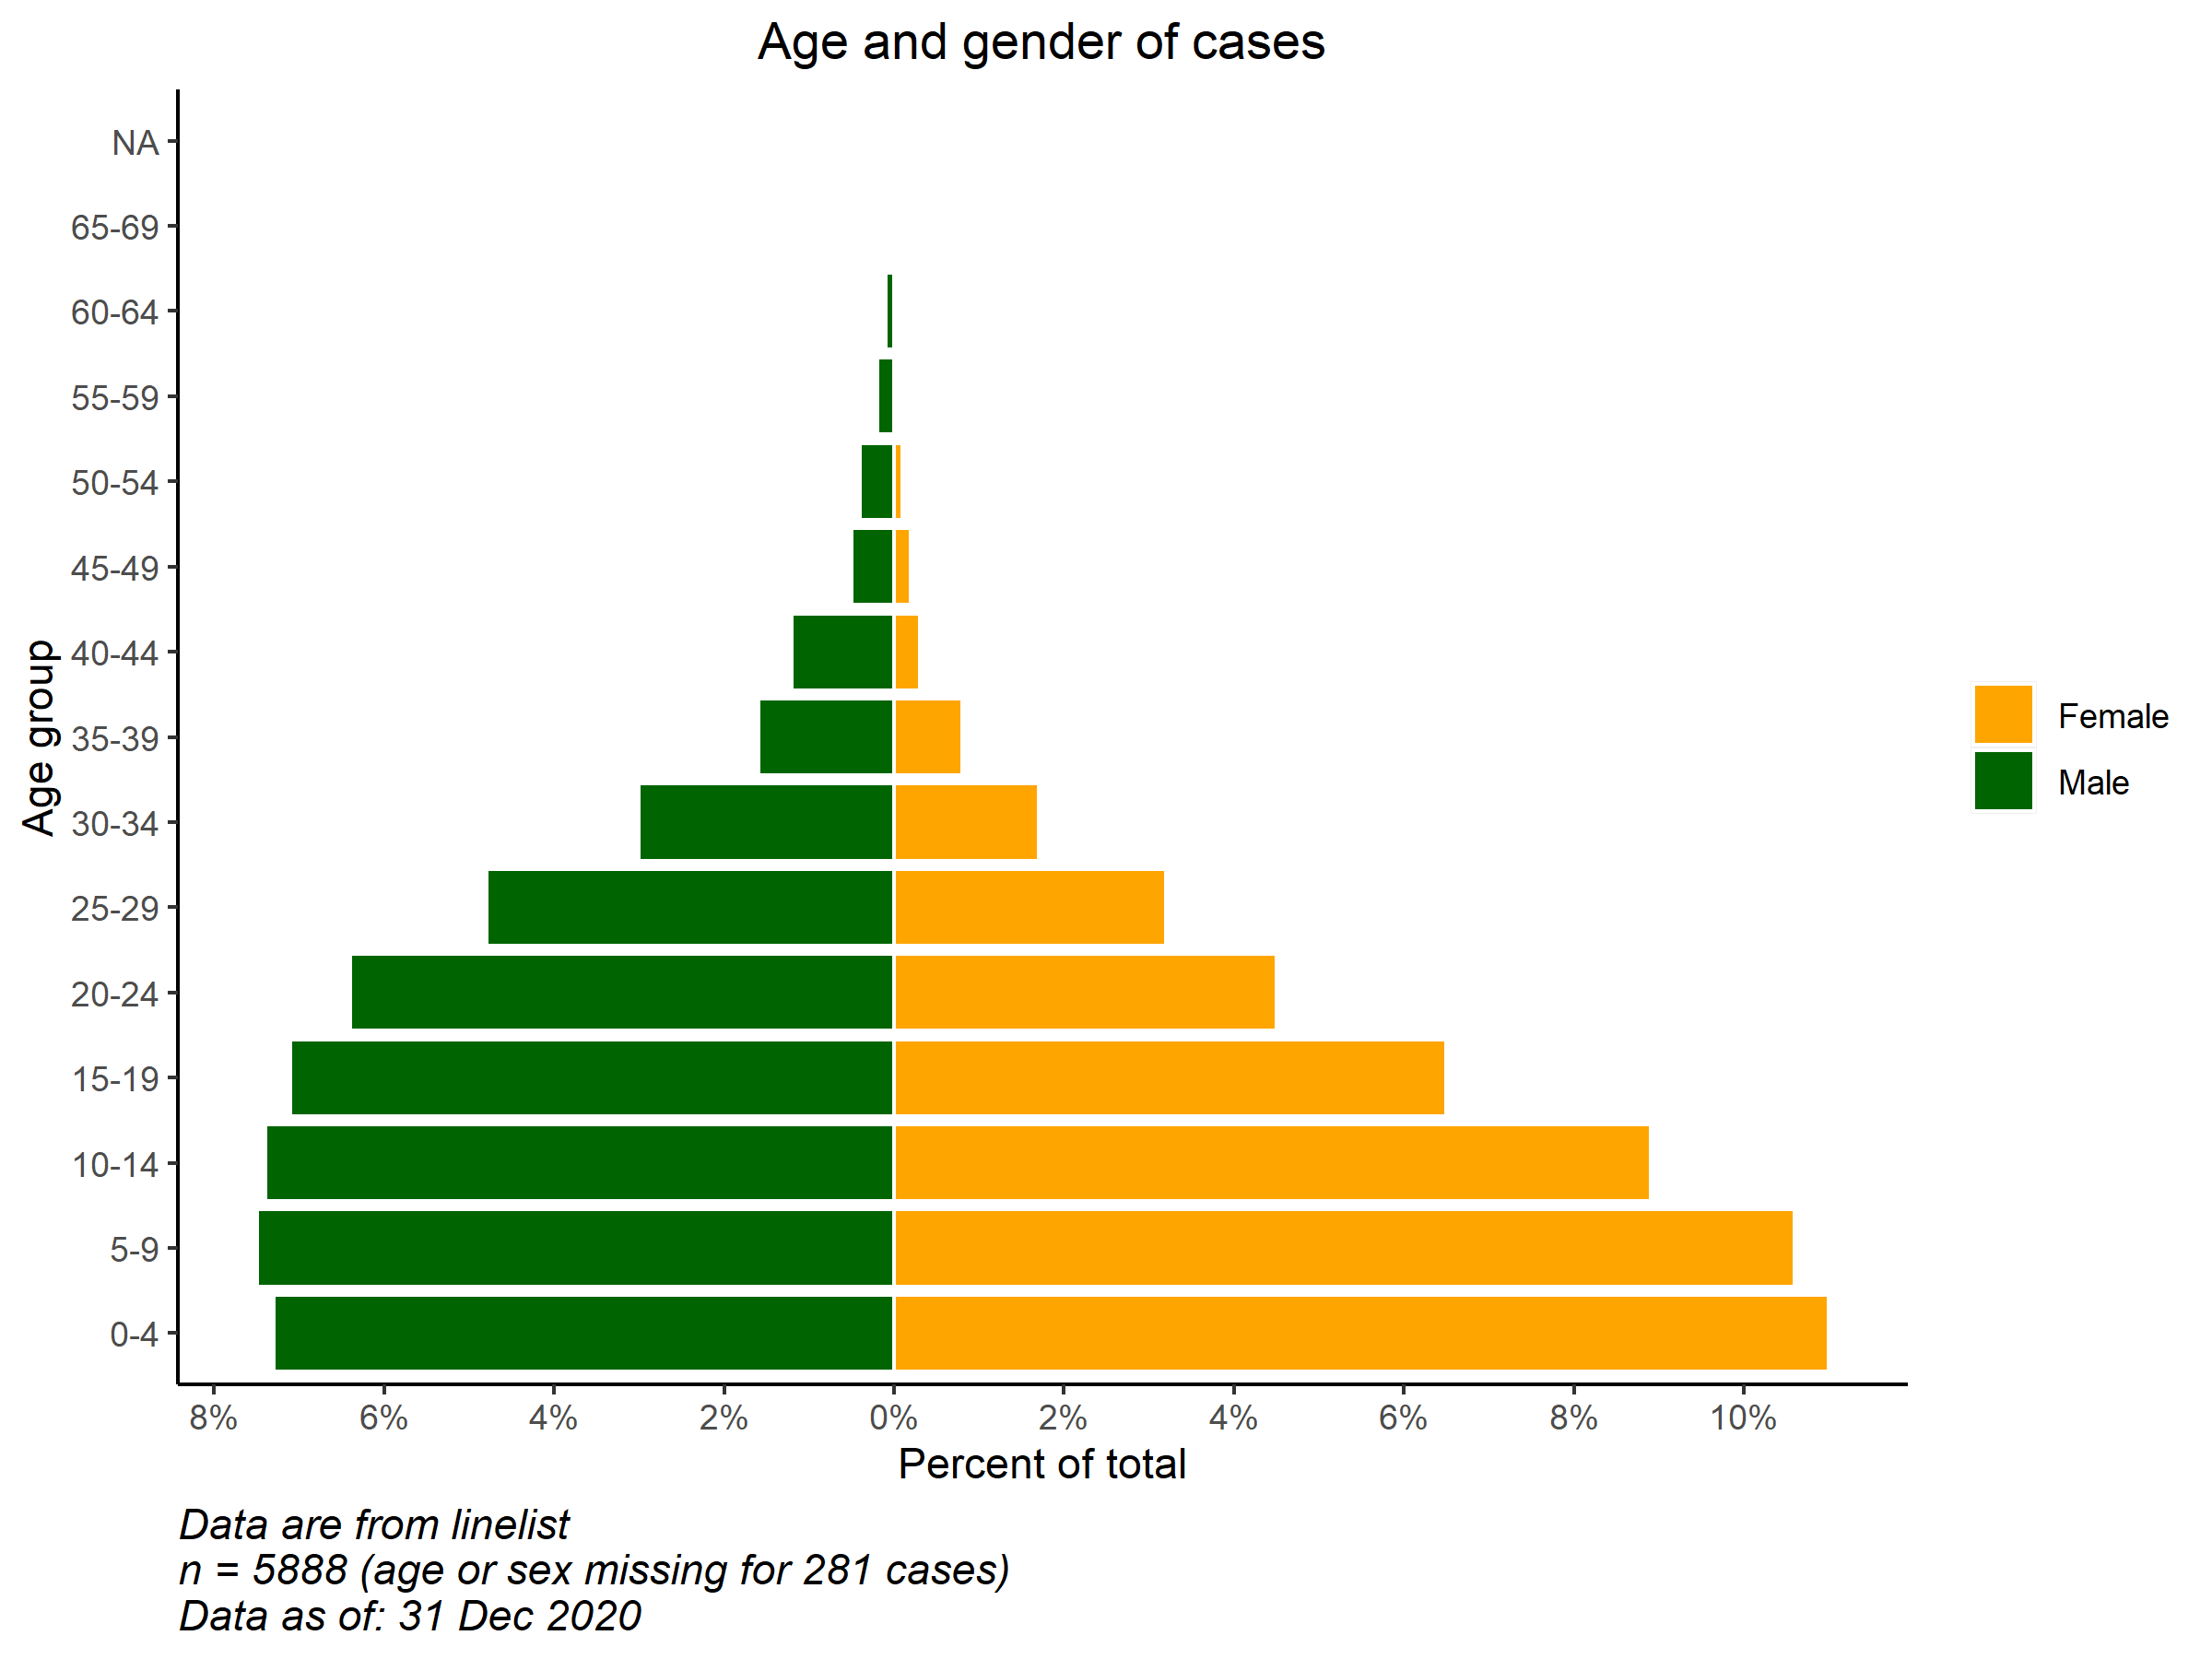 Age and gender of cases
Age group
NA
65-69
60-64
55-59
50-54
45-49
40-44
35-39
30-34
25-29
20-24
15-19
10-14
5-9
0-4
8% 6% 4% 2% 0% 2% 4% 6% 8% 10%
Percent of total
Female
Male
Data are from linelist
n = 5888 (age or sex missing for 281 cases)
Data as of: 31 Dec 2020